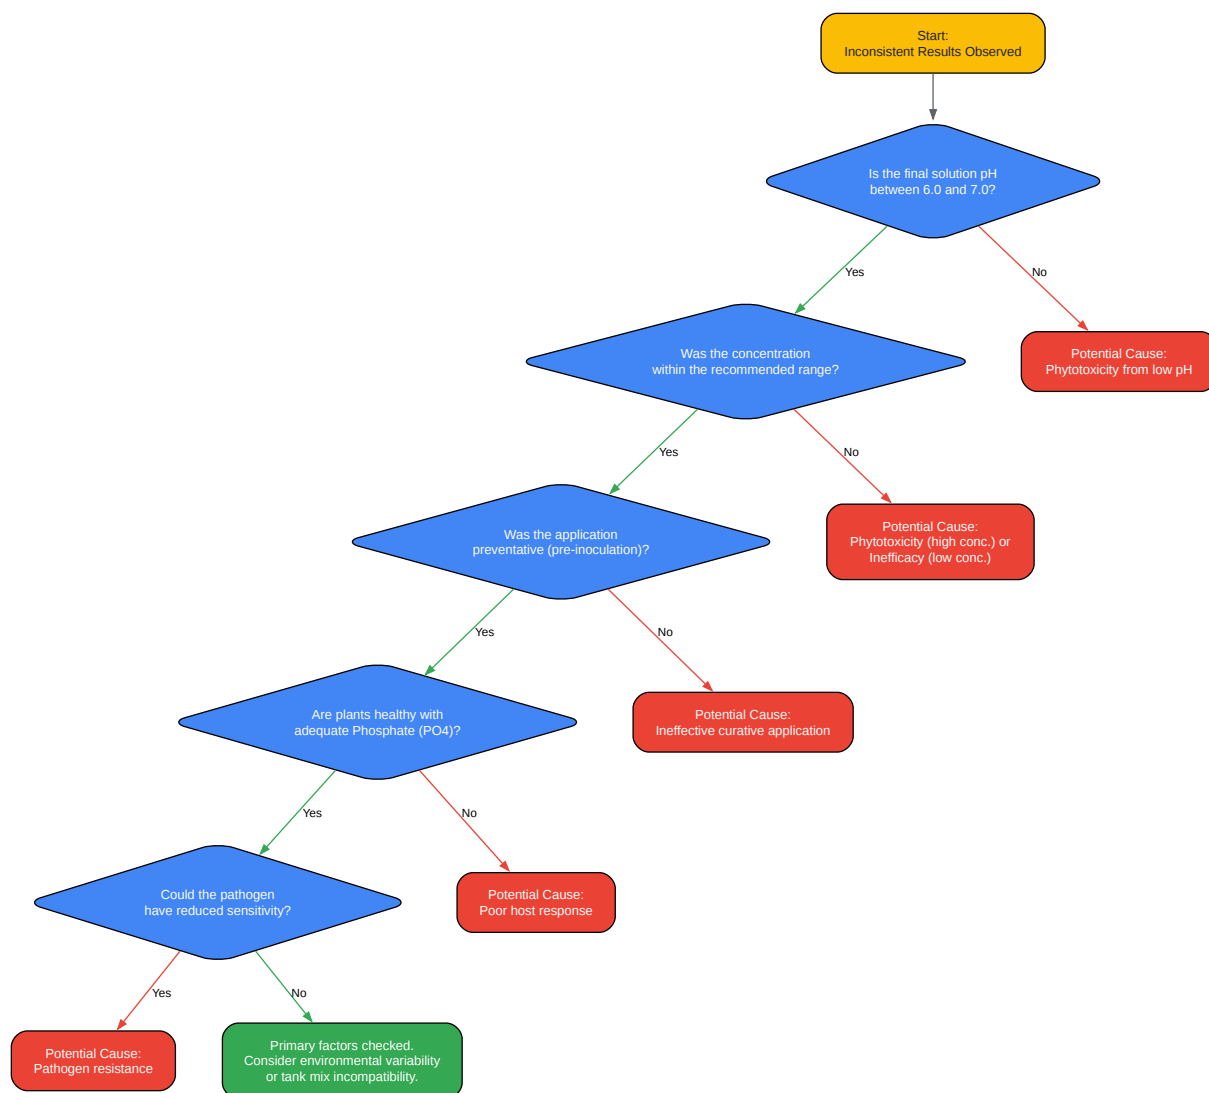 Start:
Inconsistent Results Observed
Is the final solution pH
between 6.0 and 7.0?
Yes
No
Was the concentration
within the recommended range?
Potential Cause:
Phytotoxicity from low pH
Yes
No
Was the application
preventative (pre-inoculation)?
Potential Cause:
Phytotoxicity (high conc.) or
Inefficacy (low conc.)
Yes
No
Are plants healthy with
adequate Phosphate (PO4)?
Potential Cause:
Ineffective curative application
Yes
No
Could the pathogen
have reduced sensitivity?
Potential Cause:
Poor host response
Yes
No
Potential Cause:
Pathogen resistance
Primary factors checked.
Consider environmental variability
or tank mix incompatibility.